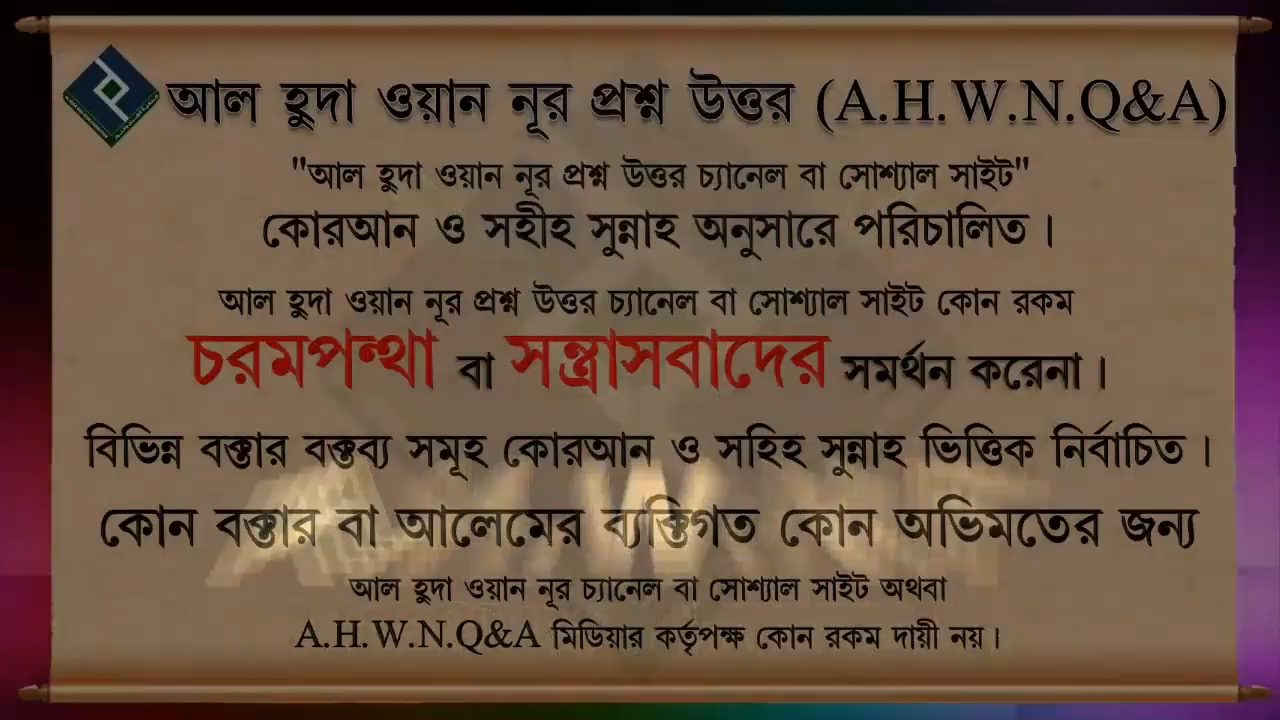 আল হুদা ওয়ান নূর প্রশ্ন উত্তর (A.H.W.N.Q&A)
"আল হুদা ওয়ান নূর প্রশ্ন উত্তর চ্যানেল বা সোশ্যাল সাইট"
কোরআন ও সহীহ সুন্নাহ অনুসারে পরিচালিত ।
আল হুদা ওয়ান নূর প্রশ্ন উত্তর চ্যানেল বা সোশ্যাল সাইট কোন রকম
চরমপন্থা বা সন্ত্রাসবাদের সমর্থন করেনা ।
বিভিন্ন বক্তার বক্তব্য সমূহ কোরআন ও সহিহ সুন্নাহ ভিত্তিক নির্বাচিত ।
কোন বক্তার বা আলেমের ব্যক্তিগত কোন অভিমতের জন্য
আল হুদা ওয়ান নূর চ্যানেল বা সোশ্যাল সাইট অথবা
A.H.W.N.Q&A মিডিয়ার কর্তৃপক্ষ কোন রকম দায়ী নয় ।